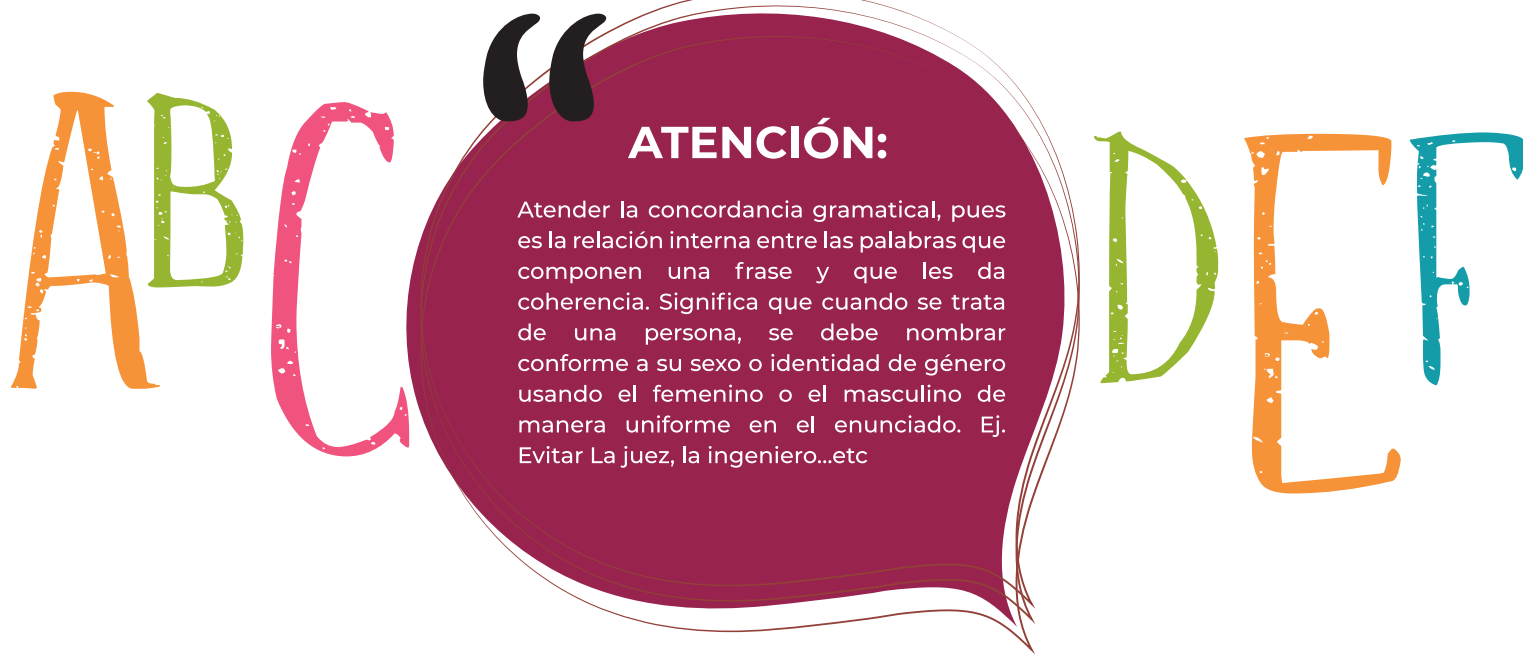 A B C D E F
“
ATENCIÓN:
Atender la concordancia gramatical, pues
es la relación interna entre las palabras que
componen una frase y que les da
coherencia. Significa que cuando se trata
de una persona, se debe nombrar
conforme a su sexo o identidad de género
usando el femenino o el masculino de
manera uniforme en el enunciado. Ej.
Evitar La juez, la ingeniero...etc